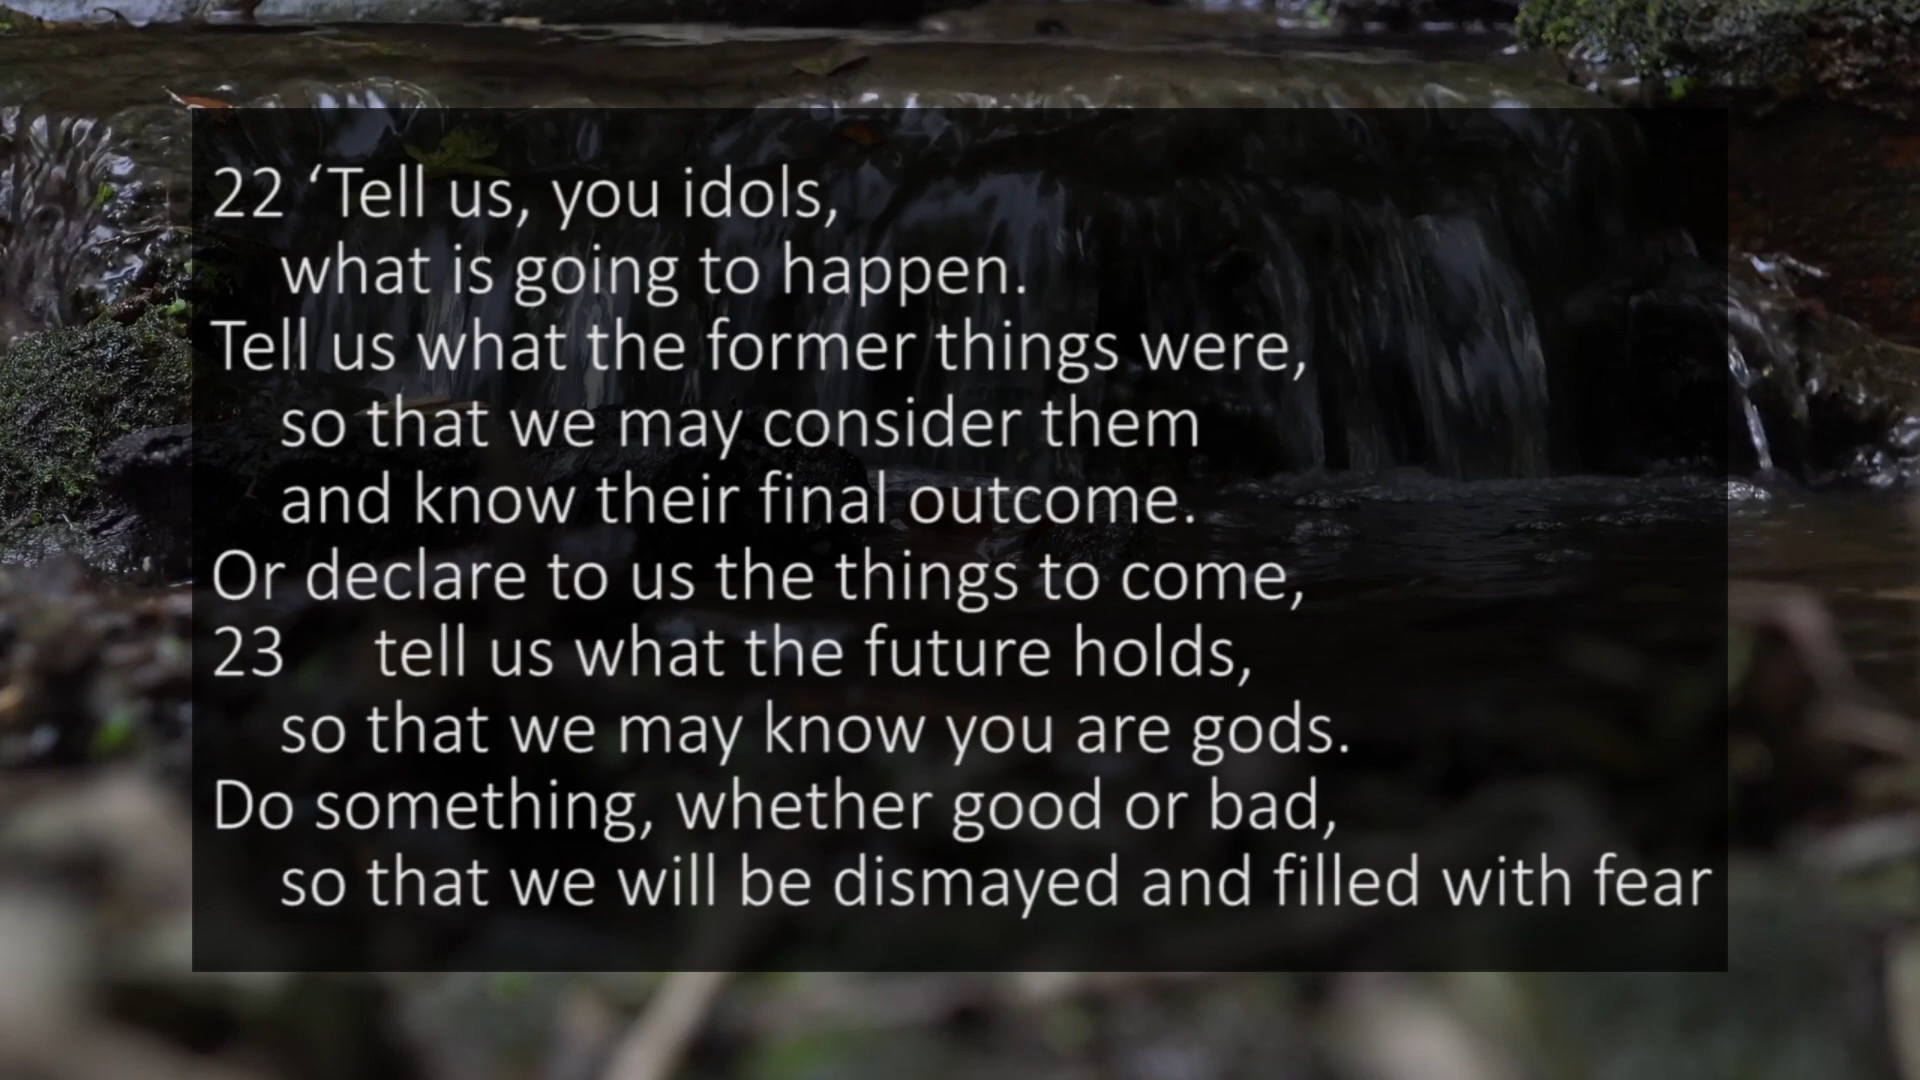 22 ‘Tell us, you idols,
what is going to happen.
Tell us what the former things were,
so that we may consider them
and know their final outcome.
Or declare to us the things to come,
23 tell us what the future holds,
so that we may know you are gods.
Do something, whether good or bad,
so that we will be dismayed and filled with fear